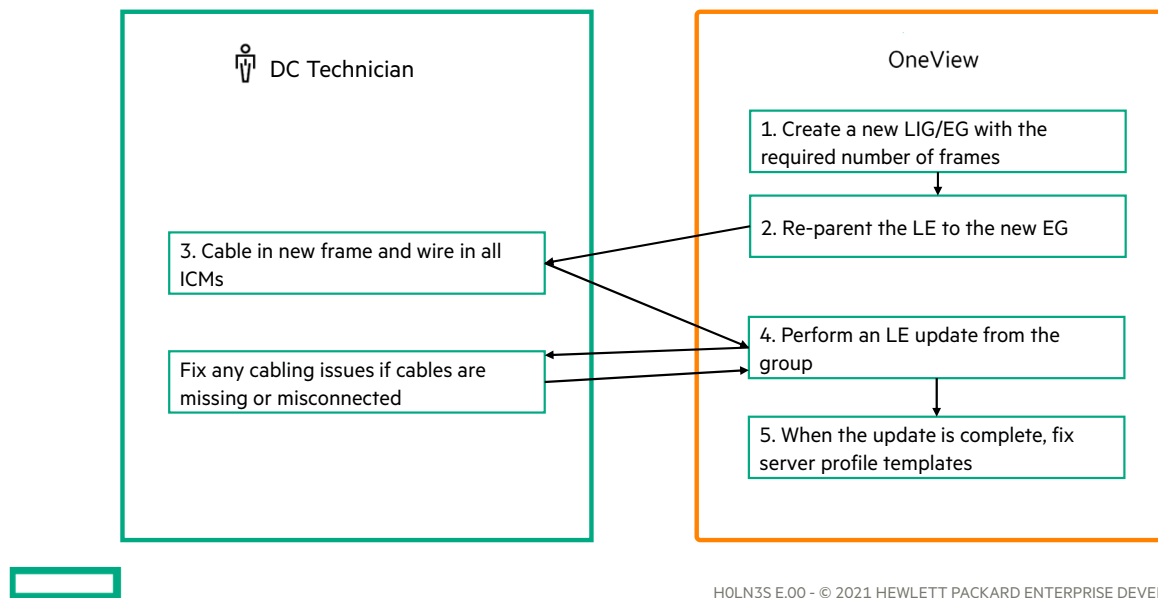 DC Technician
3. Cable in new frame and wire in all
ICMs
Fix any cabling issues if cables are
missing or misconnected
OneView
1. Create a new LIG/EG with the
required number of frames
2. Re-parent the LE to the new EG
4. Perform an LE update from the
group
5. When the update is complete, fix
server profile templates
H0LN3S E.00 - © 2021 HEWLETT PACKARD ENTERPRISE DEVE